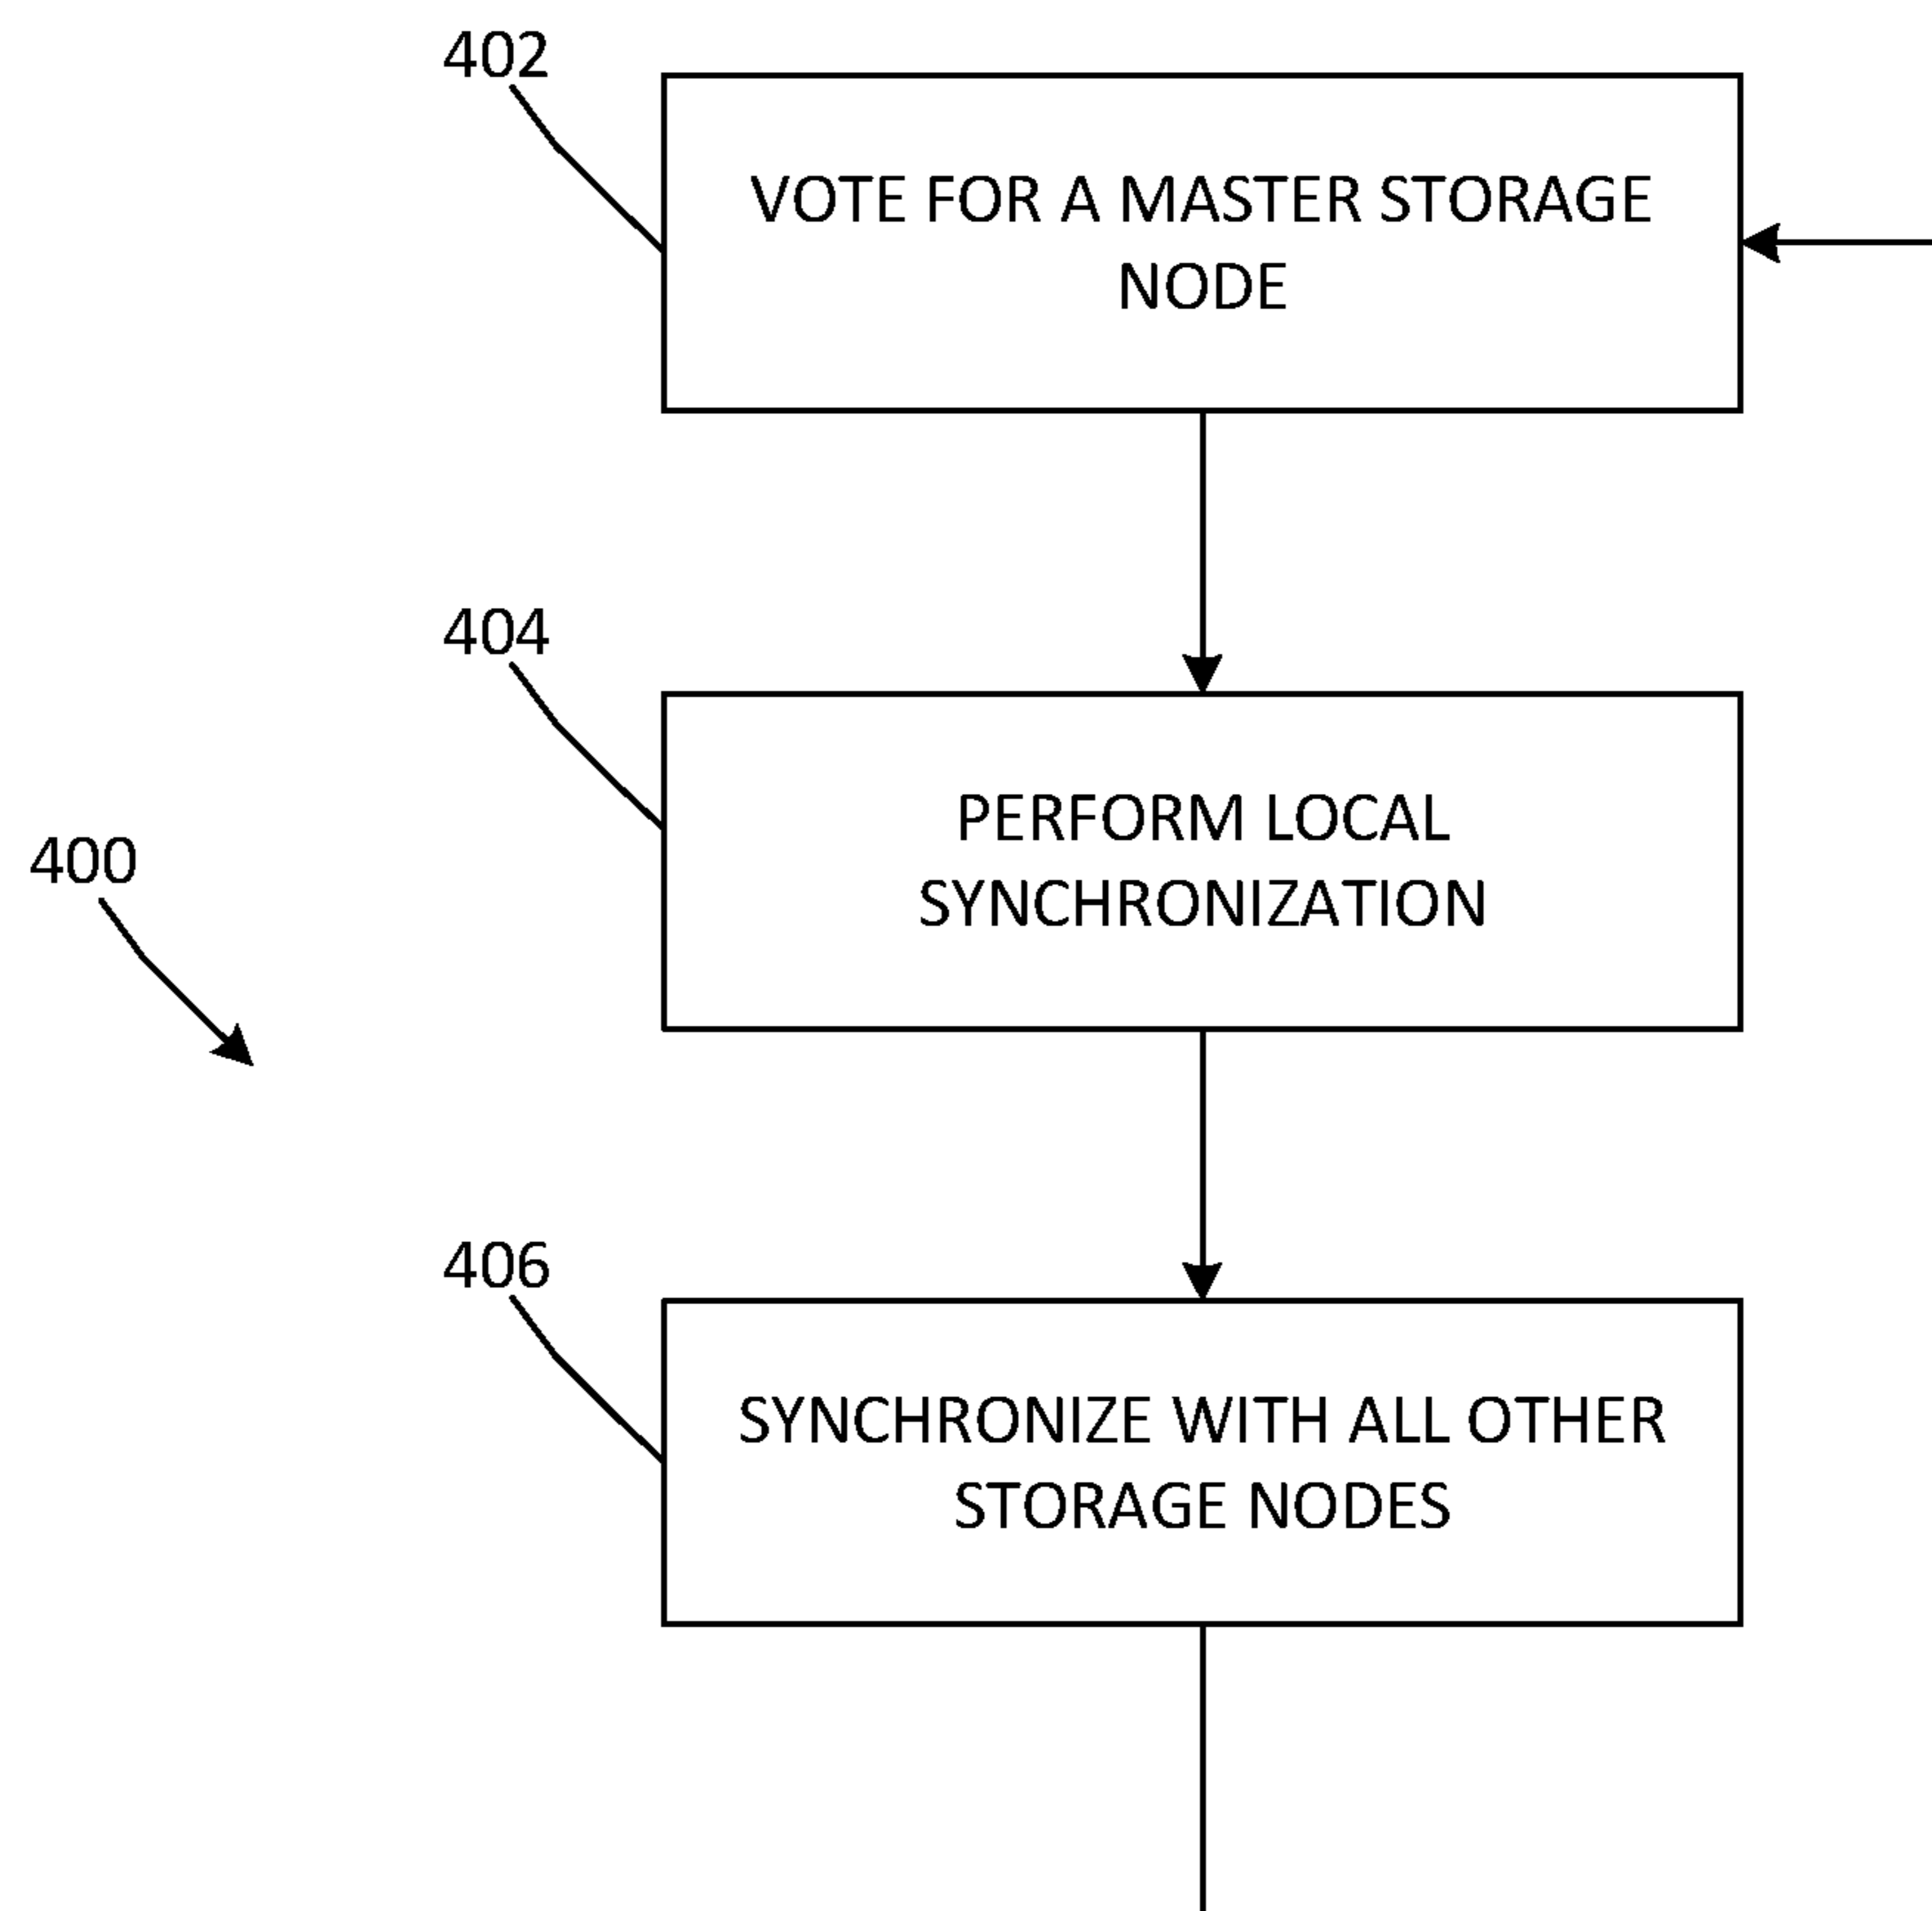 402
VOTE FOR A MASTER STORAGE
NODE
404
PERFORM LOCAL
SYNCHRONIZATION
400
406
SYNCHRONIZE WITH ALL OTHER
STORAGE NODES